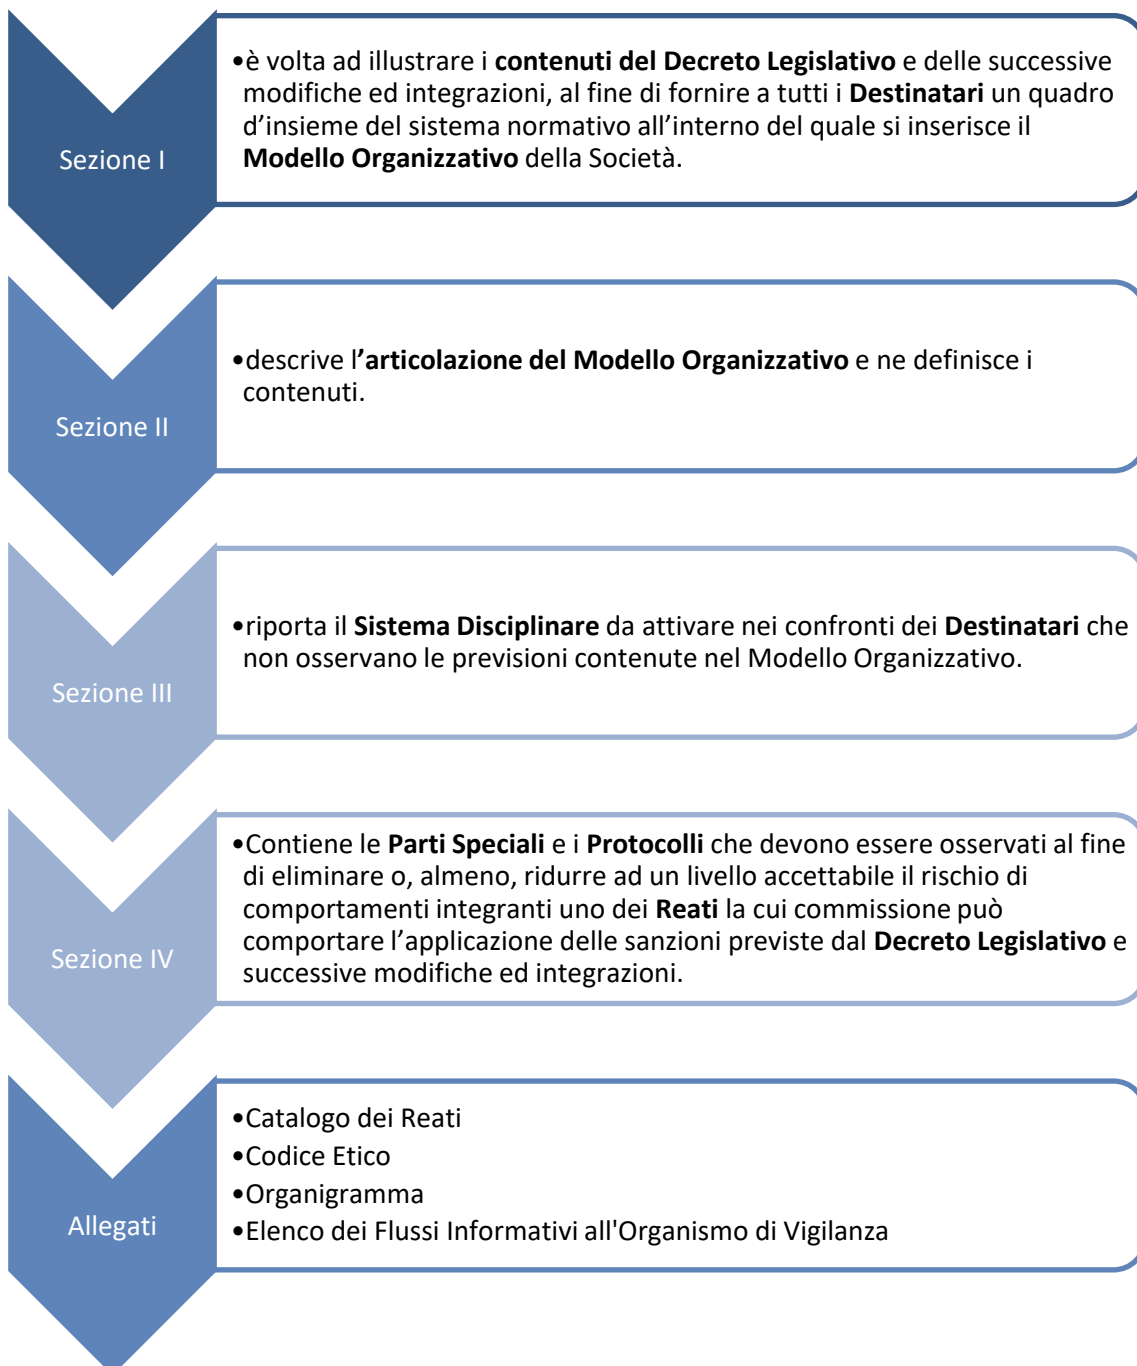 Sezione I
•è volta ad illustrare i contenuti del Decreto Legislativo e delle successive
modifiche ed integrazioni, al fine di fornire a tutti i Destinatari un quadro
d’insieme del sistema normativo all’interno del quale si inserisce il
Modello Organizzativo della Società.
Sezione II
•descrive l’articolazione del Modello Organizzativo e ne definisce i
contenuti.
Sezione III
•riporta il Sistema Disciplinare da attivare nei confronti dei Destinatari che
non osservano le previsioni contenute nel Modello Organizzativo.
Sezione IV
•Contiene le Parti Speciali e i Protocolli che devono essere osservati al fine
di eliminare o, almeno, ridurre ad un livello accettabile il rischio di
comportamenti integranti uno dei Reati la cui commissione può
comportare l’applicazione delle sanzioni previste dal Decreto Legislativo e
successive modifiche ed integrazioni.
Allegati
•Catalogo dei Reati
•Codice Etico
•Organigramma
•Elenco dei Flussi Informativi all'Organismo di Vigilanza